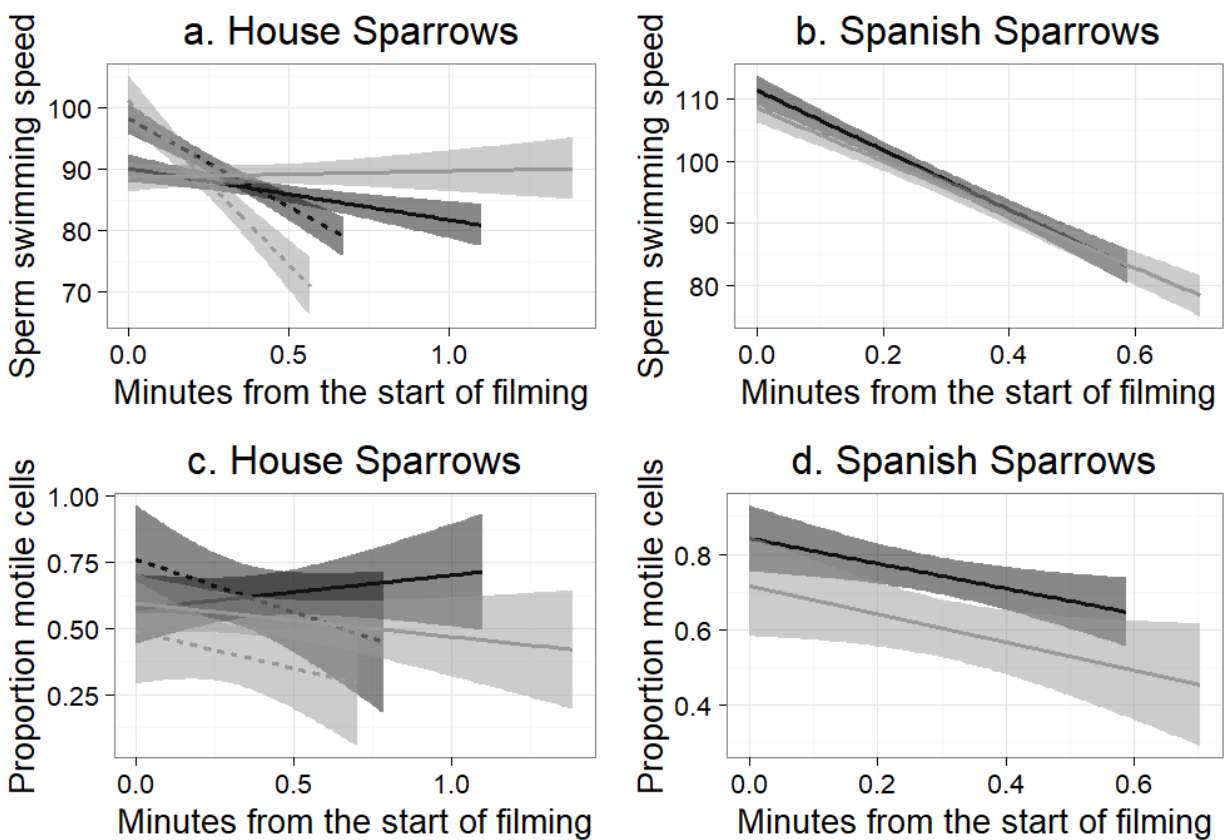 a. House Sparrows
Sperm swimming speed
100
90
80
70
0.0 0.5 1.0
Minutes from the start of filming
b. Spanish Sparrows
Sperm swimming speed
110
100
90
80
0.0 0.2 0.4 0.6
Minutes from the start of filming
c. House Sparrows
Proportion motile cells
1.00
0.75
0.50
0.25
0.0 0.5 1.0
Minutes from the start of filming
d. Spanish Sparrows
Proportion motile cells
0.8
0.6
0.4
0.0 0.2 0.4 0.6
Minutes from the start of filming